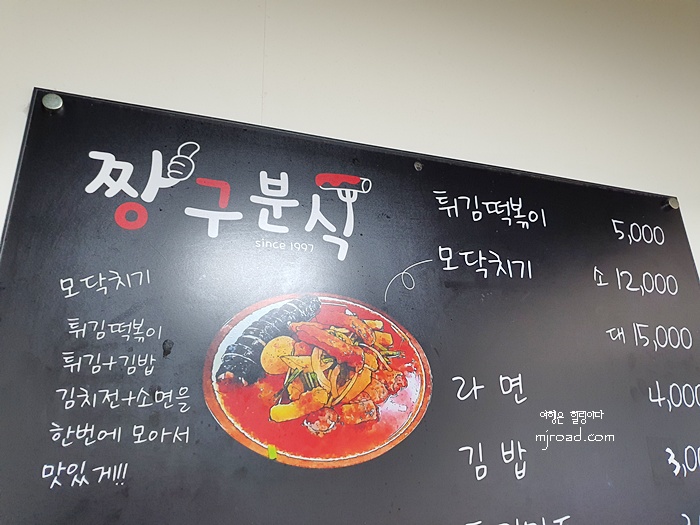 짱구분식
since 1997
모닥치기
튀김떡볶이
튀김+김밥
김치전+소면을
한번에 모아서
맛있게!!
튀김떡볶이 5,000
모닥치기 소 12,000
대 15,000
라면 4,000
김밥
여행은 힐링이다
mjroad.com